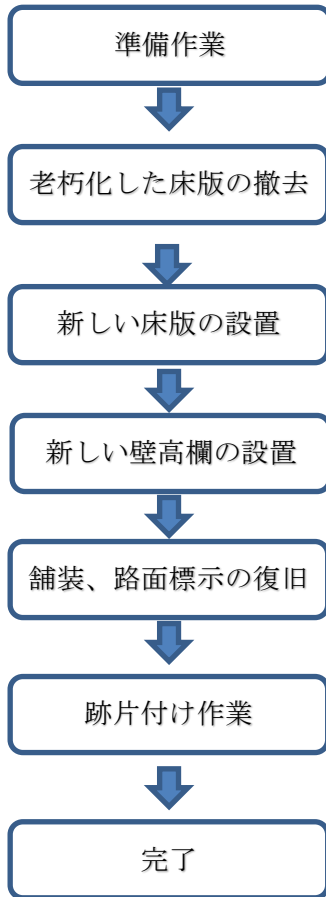 準備作業
老朽化した床版の撤去
新しい床版の設置
新しい壁高欄の設置
舗装、路面標示の復旧
跡片付け作業
完了